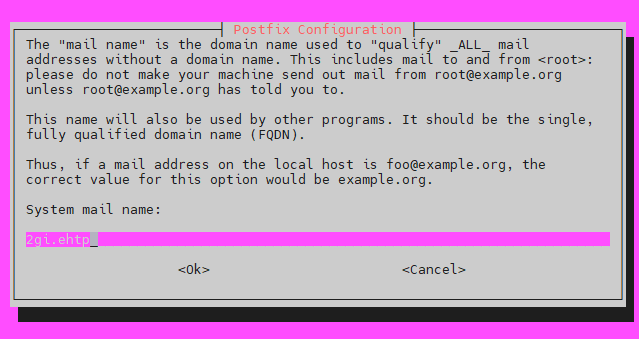 Postfix Configuration
The "mail name" is the domain name used to "qualify" _ALL_ mail
addresses without a domain name. This includes mail to and from <root>:
please do not make your machine send out mail from root@example.org
unless root@example.org has told you to.
This name will also be used by other programs. It should be the single,
fully qualified domain name (FQDN).
Thus, if a mail address on the local host is foo@example.org, the
correct value for this option would be example.org.
System mail name:
2gi.ehtp_
<Ok> <Cancel>